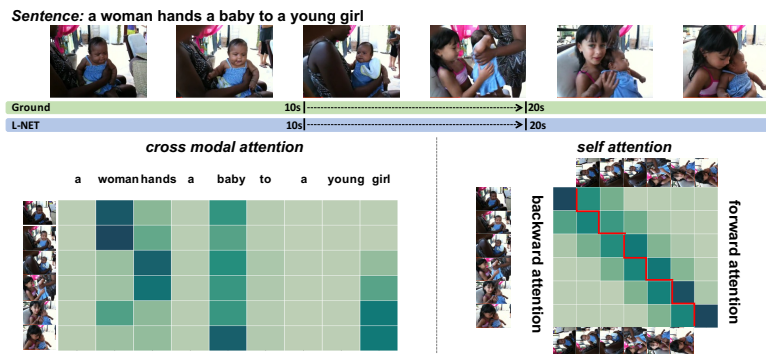 Sentence: a woman hands a baby to a young girl
Ground 10s 20s
L-NET 10s 20s
cross modal attention
a woman hands a baby to a young girl
self attention
backward attention
forward attention